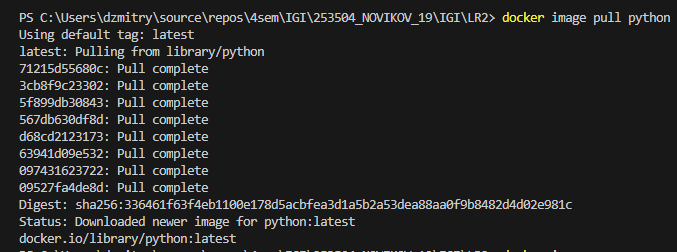 PS C:\Users\dzmitry\source\repos\4sem\IGI\253504_NOVIKOV_19\IGI\LR2> docker image pull python
Using default tag: latest
latest: Pulling from library/python
71215d55680c: Pull complete
3cb8f9c23302: Pull complete
5f899db30843: Pull complete
567db630df8d: Pull complete
d68cd2123173: Pull complete
63941d09e532: Pull complete
097431623722: Pull complete
09527fa4de8d: Pull complete
Digest: sha256:336461f63f4eb1100e178d5acbfea3d1a5b2a53dea88aa0f9b8482d4d02e981c
Status: Downloaded newer image for python:latest
docker.io/library/python:latest